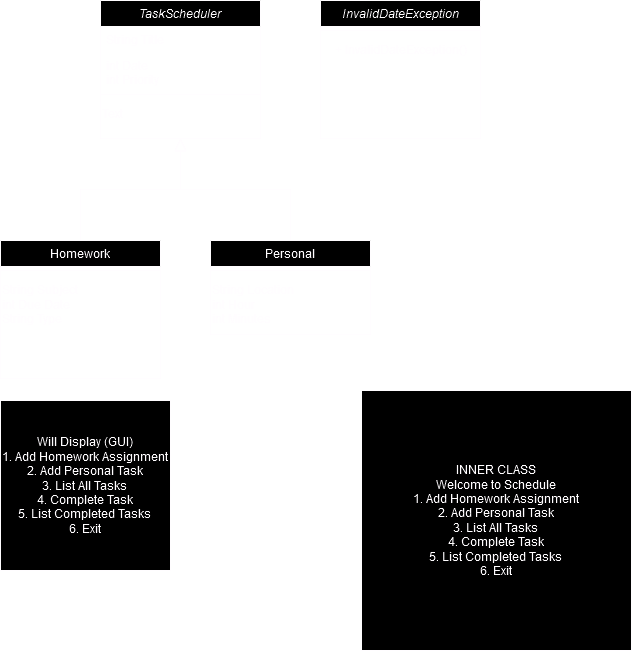 TaskScheduler
InvalidDateException
Homework
Personal
Will Display (GUI)
1. Add Homework Assignment
2. Add Personal Task
3. List All Tasks
4. Complete Task
5. List Completed Tasks
6. Exit
INNER CLASS
Welcome to Schedule
1. Add Homework Assignment
2. Add Personal Task
3. List All Tasks
4. Complete Task
5. List Completed Tasks
6. Exit